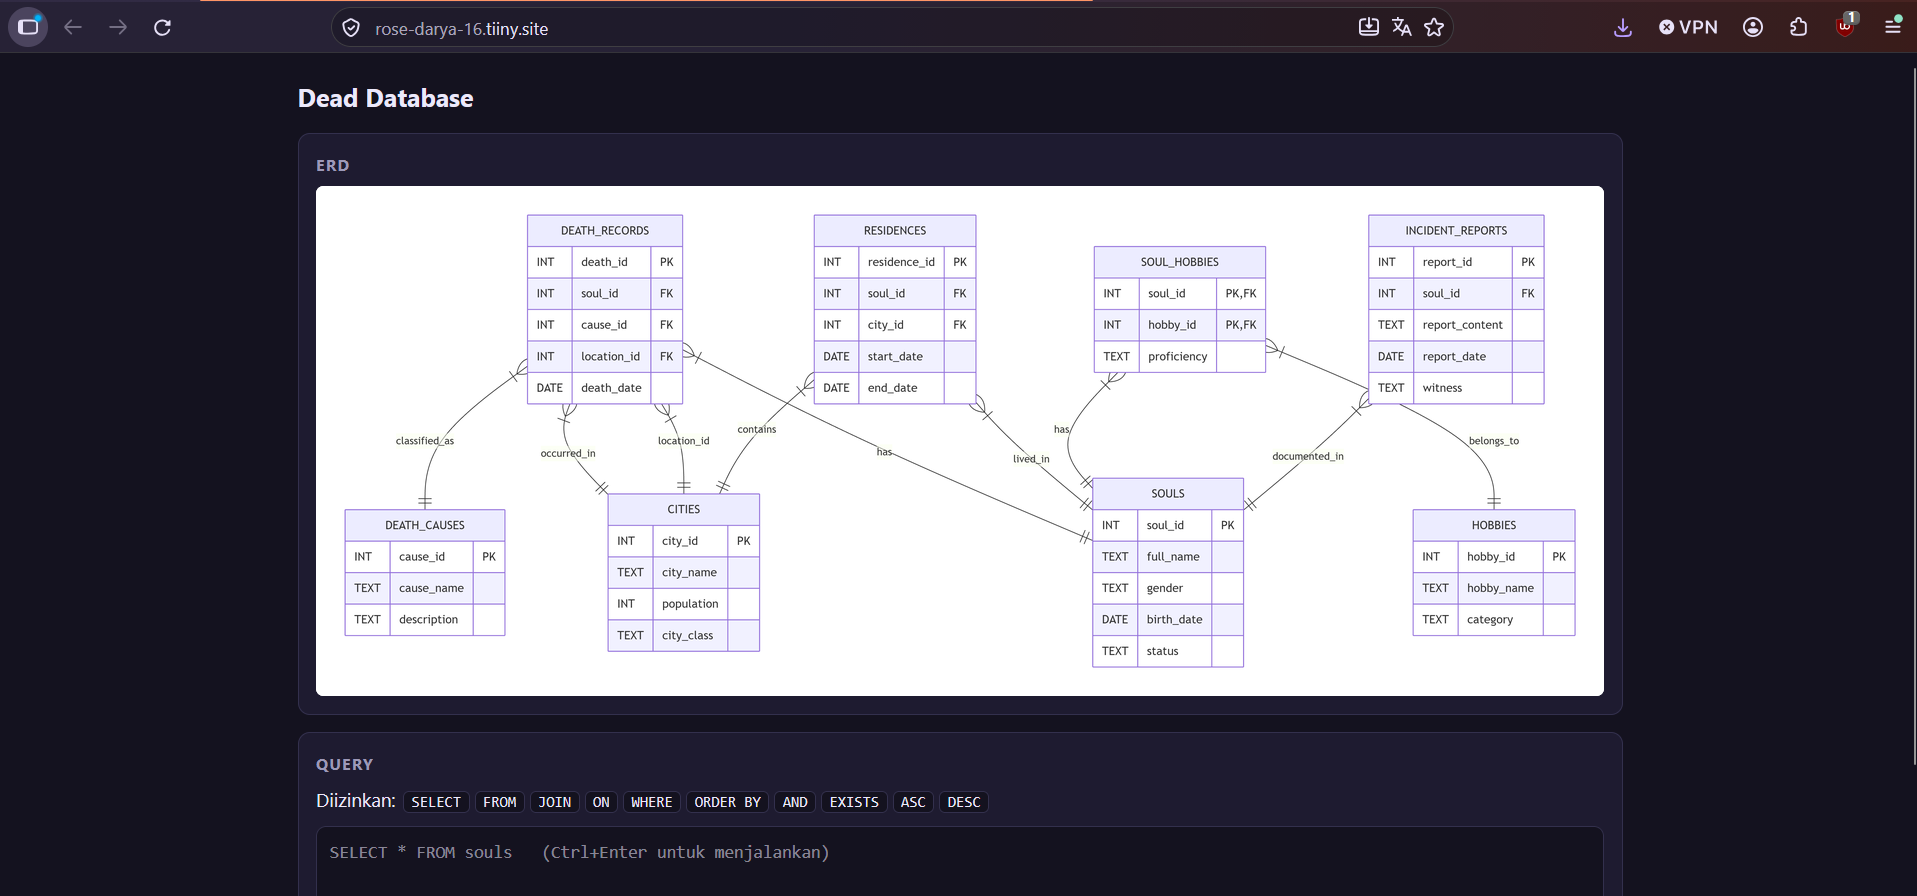 rose-darya-16.tiiny.site
VPN
1
Dead Database
ERD
DEATH_RECORDS
INT death_id PK
INT soul_id FK
INT cause_id FK
INT location_id FK
DATE death_date
RESIDENCES
INT residence_id PK
INT soul_id FK
INT city_id FK
DATE start_date
DATE end_date
SOUL_HOBBIES
INT soul_id PK,FK
INT hobby_id PK,FK
TEXT proficiency
INCIDENT_REPORTS
INT report_id PK
INT soul_id FK
TEXT report_content
DATE report_date
TEXT witness
classified_as
occurred_in
location_id
contains
has
lived_in
has
documented_in
belongs_to
DEATH_CAUSES
INT cause_id PK
TEXT cause_name
TEXT description
CITIES
INT city_id PK
TEXT city_name
INT population
TEXT city_class
SOULS
INT soul_id PK
TEXT full_name
TEXT gender
DATE birth_date
TEXT status
HOBBIES
INT hobby_id PK
TEXT hobby_name
TEXT category
QUERY
Diizinkan: SELECT FROM JOIN ON WHERE ORDER BY AND EXISTS ASC DESC
SELECT * FROM souls (Ctrl+Enter untuk menjalankan)